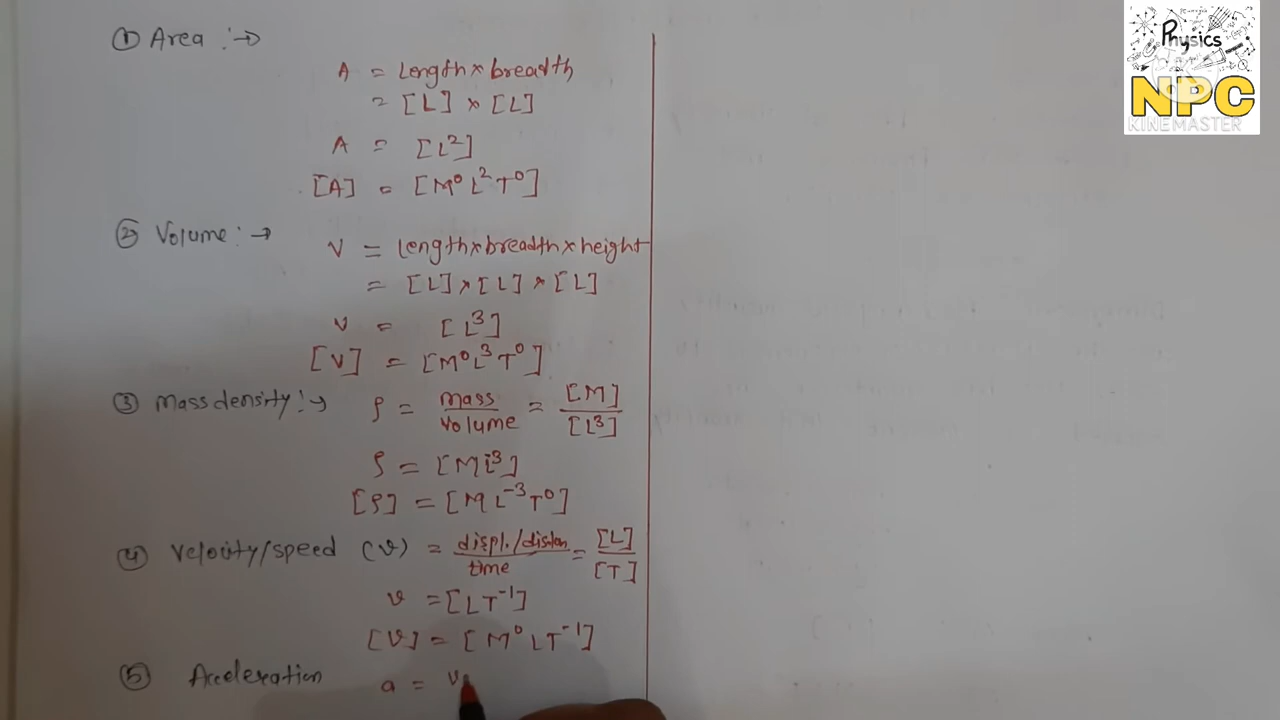 ① Area :→
A = Length × breadth
= [L] × [L]
A = [L²]
[A] = [M⁰ L² T⁰]
② Volume :→ V = Length × breadth × height
= [L] × [L] × [L]
V = [L³]
[V] = [M⁰ L³ T⁰]
③ Mass density :→ ρ = mass/volume = [M]/[L³]
ρ = [M L⁻³]
[ρ] = [M L⁻³ T⁰]
④ Velocity/speed (v) = displ./distan/time = [L]/[T]
v = [L T⁻¹]
[V] = [M⁰ L T⁻¹]
⑤ Acceleration a = v
Physics
NPC
KINEMASTER